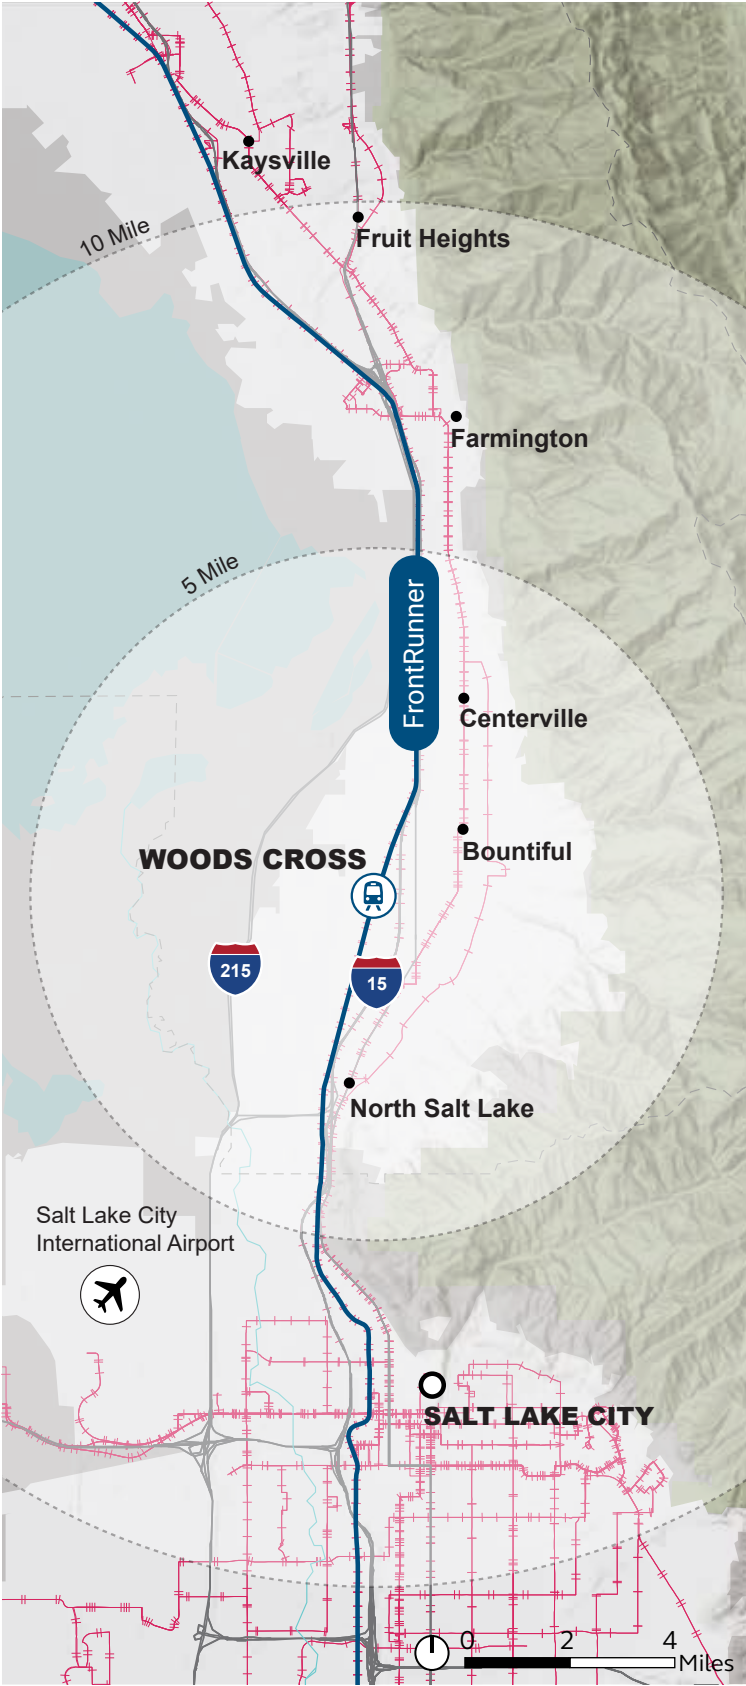 Kaysville
10 Mile
Fruit Heights
Farmington
5 Mile
FrontRunner
Centerville
WOODS CROSS
Bountiful
215
15
North Salt Lake
Salt Lake City
International Airport
SALT LAKE CITY
0 2 4
Miles